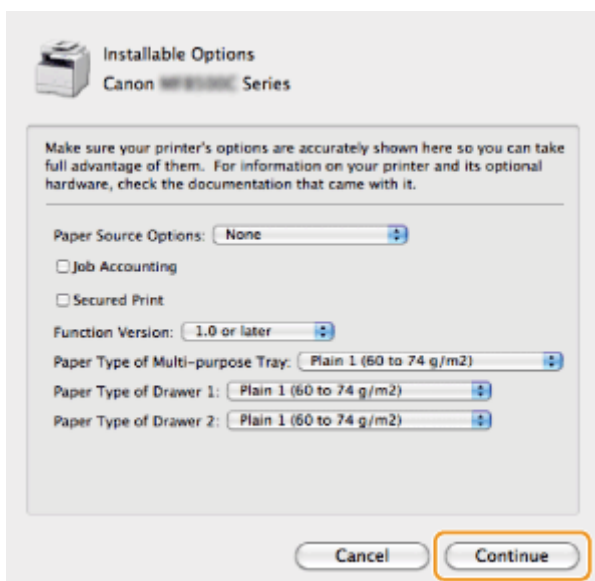 Installable Options
Canon Series
Make sure your printer's options are accurately shown here so you can take
full advantage of them. For information on your printer and its optional
hardware, check the documentation that came with it.
Paper Source Options: None
Job Accounting
Secured Print
Function Version: 1.0 or later
Paper Type of Multi-purpose Tray: Plain 1 (60 to 74 g/m2)
Paper Type of Drawer 1: Plain 1 (60 to 74 g/m2)
Paper Type of Drawer 2: Plain 1 (60 to 74 g/m2)
Cancel Continue